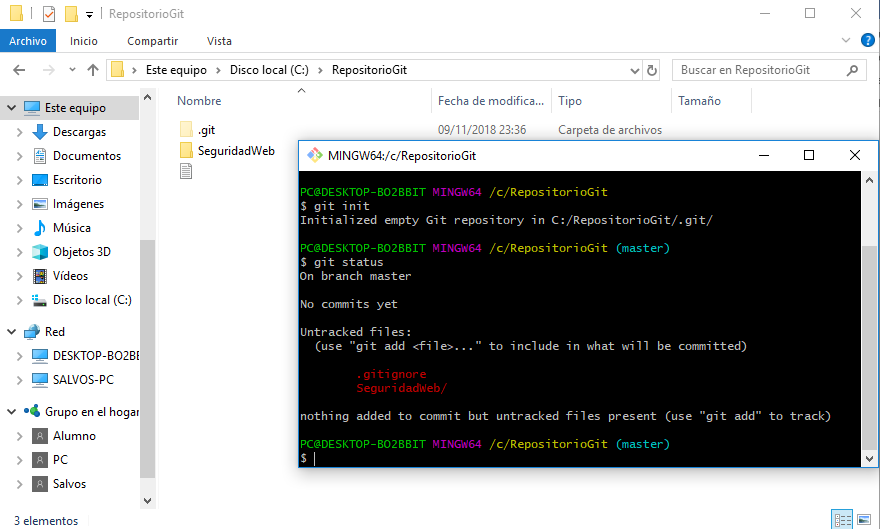 RepositorioGit
Archivo Inicio Compartir Vista
Este equipo Disco local (C:) RepositorioGit
Buscar en RepositorioGit
Nombre Fecha de modifica... Tipo Tamaño
.git 09/11/2018 23:36 Carpeta de archivos
SeguridadWeb
Este equipo
Descargas
Documentos
Escritorio
Imágenes
Música
Objetos 3D
Vídeos
Disco local (C:)
Red
DESKTOP-BO2BB
SALVOS-PC
Grupo en el hogar
Alumno
PC
Salvos
3 elementos
MINGW64:/c/RepositorioGit
PC@DESKTOP-BO2BBIT MINGW64 /c/RepositorioGit
$ git init
Initialized empty Git repository in C:/RepositorioGit/.git/
PC@DESKTOP-BO2BBIT MINGW64 /c/RepositorioGit (master)
$ git status
On branch master
No commits yet
Untracked files:
(use "git add <file>..." to include in what will be committed)
.gitignore
SeguridadWeb/
nothing added to commit but untracked files present (use "git add" to track)
PC@DESKTOP-BO2BBIT MINGW64 /c/RepositorioGit (master)
$